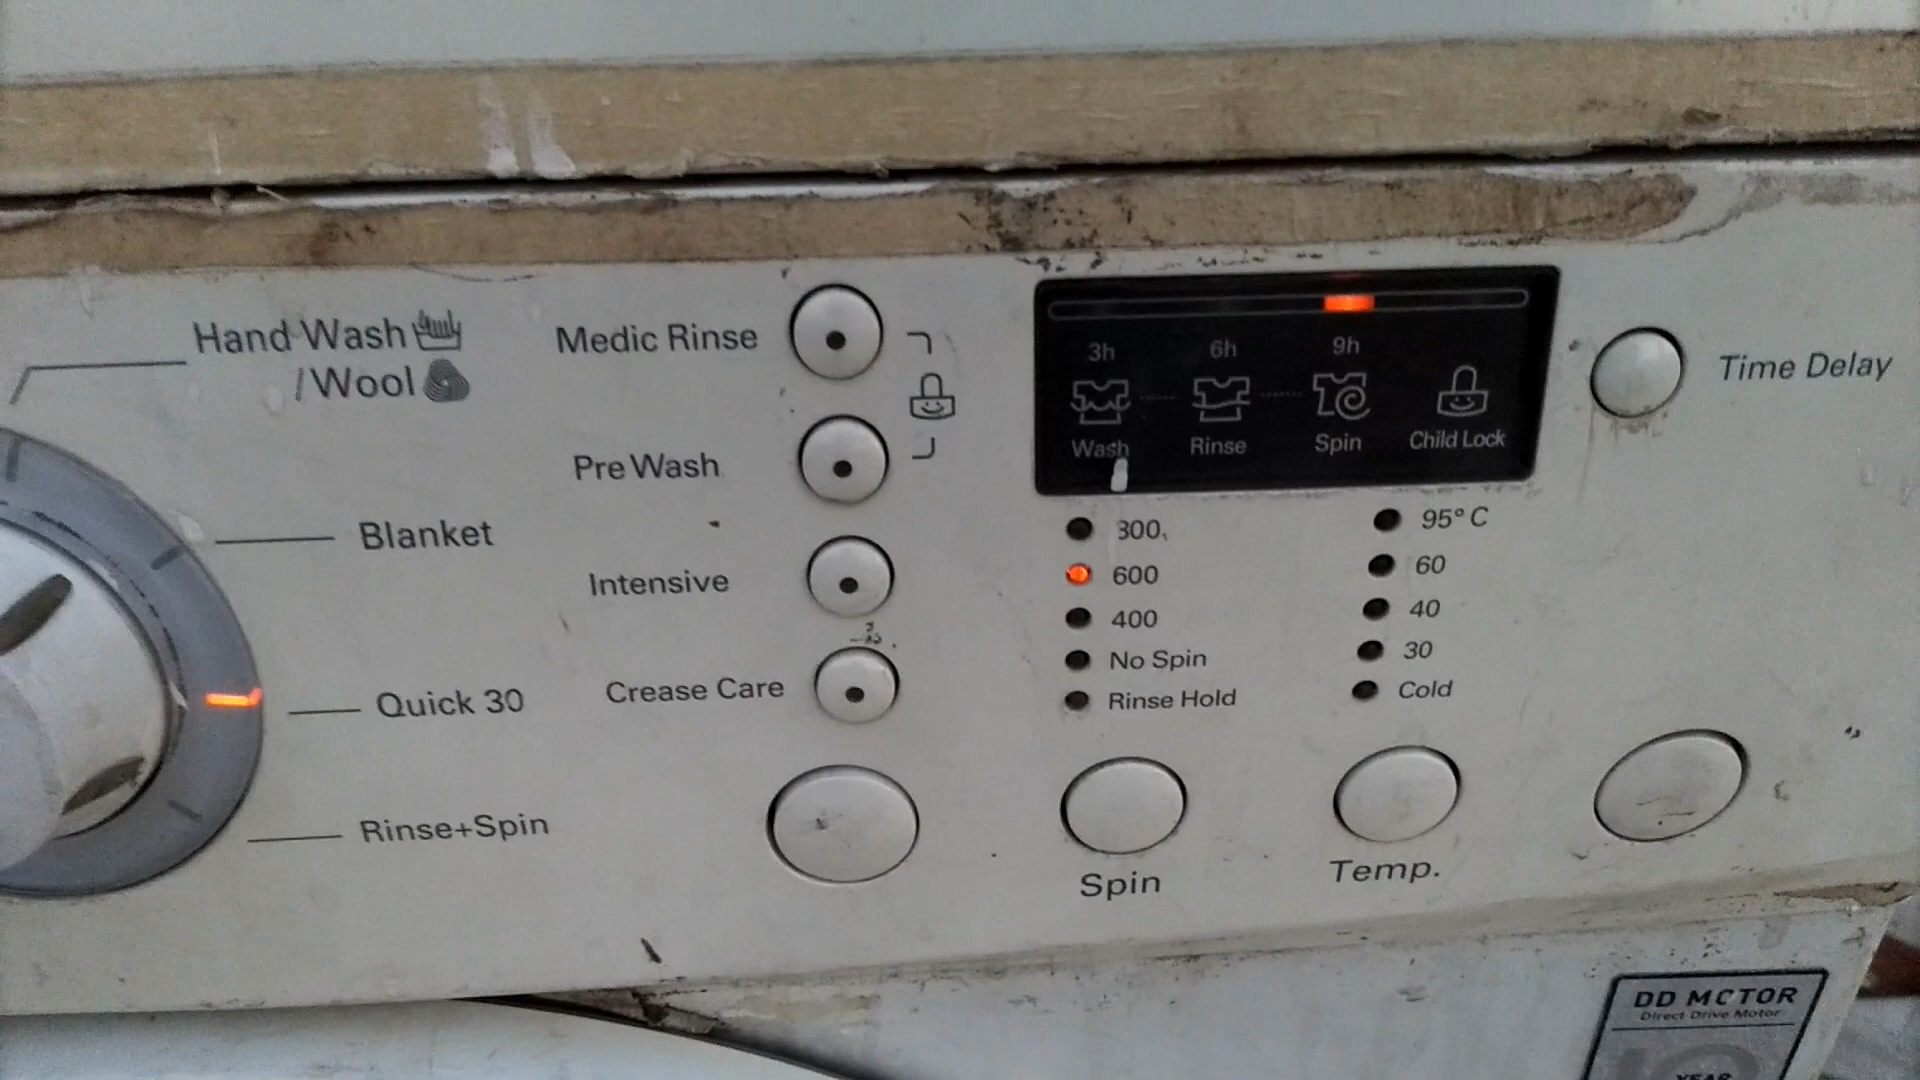 Hand Wash
/Wool
Blanket
Quick 30
Rinse+Spin
Medic Rinse
Pre Wash
Intensive
Crease Care
3h 6h 9h
Wash Rinse Spin Child Lock
Time Delay
800
600
400
No Spin
Rinse Hold
Spin
95°C
60
40
30
Cold
Temp.
DD MOTOR
Direct Drive Motor
10
YEAR